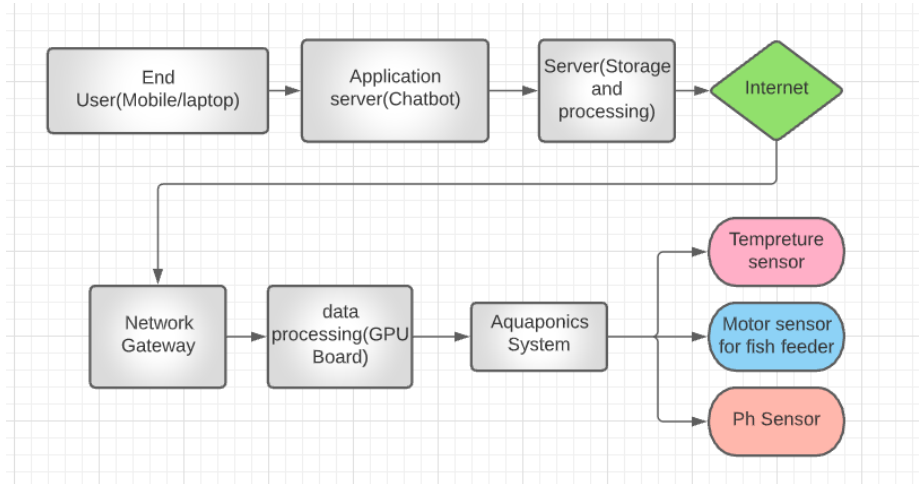 End
User(Mobile/laptop)
Application
server(Chatbot)
Server(Storage
and
processing)
Internet
Network
Gateway
data
processing(GPU
Board)
Aquaponics
System
Tempreture
sensor
Motor sensor
for fish feeder
Ph Sensor